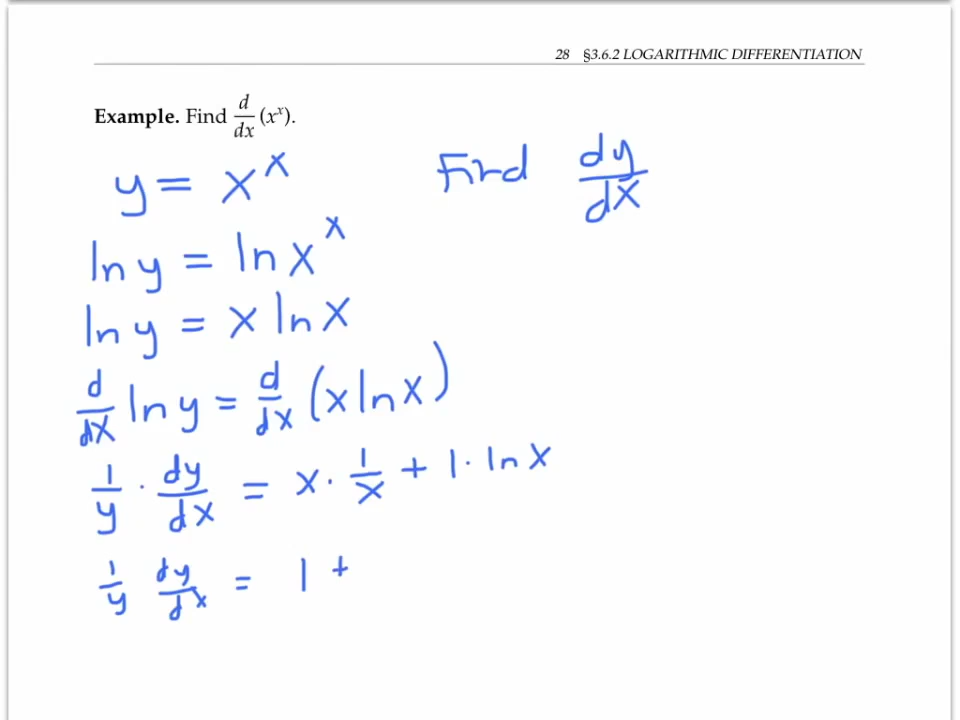 28 §3.6.2 LOGARITHMIC DIFFERENTIATION
Example. Find d/dx (x^x).
y = x^x Find dy/dx
ln y = ln x^x
ln y = x ln x
d/dx ln y = d/dx (x ln x)
1/y · dy/dx = x · 1/x + 1 · ln x
1/y dy/dx = 1 +